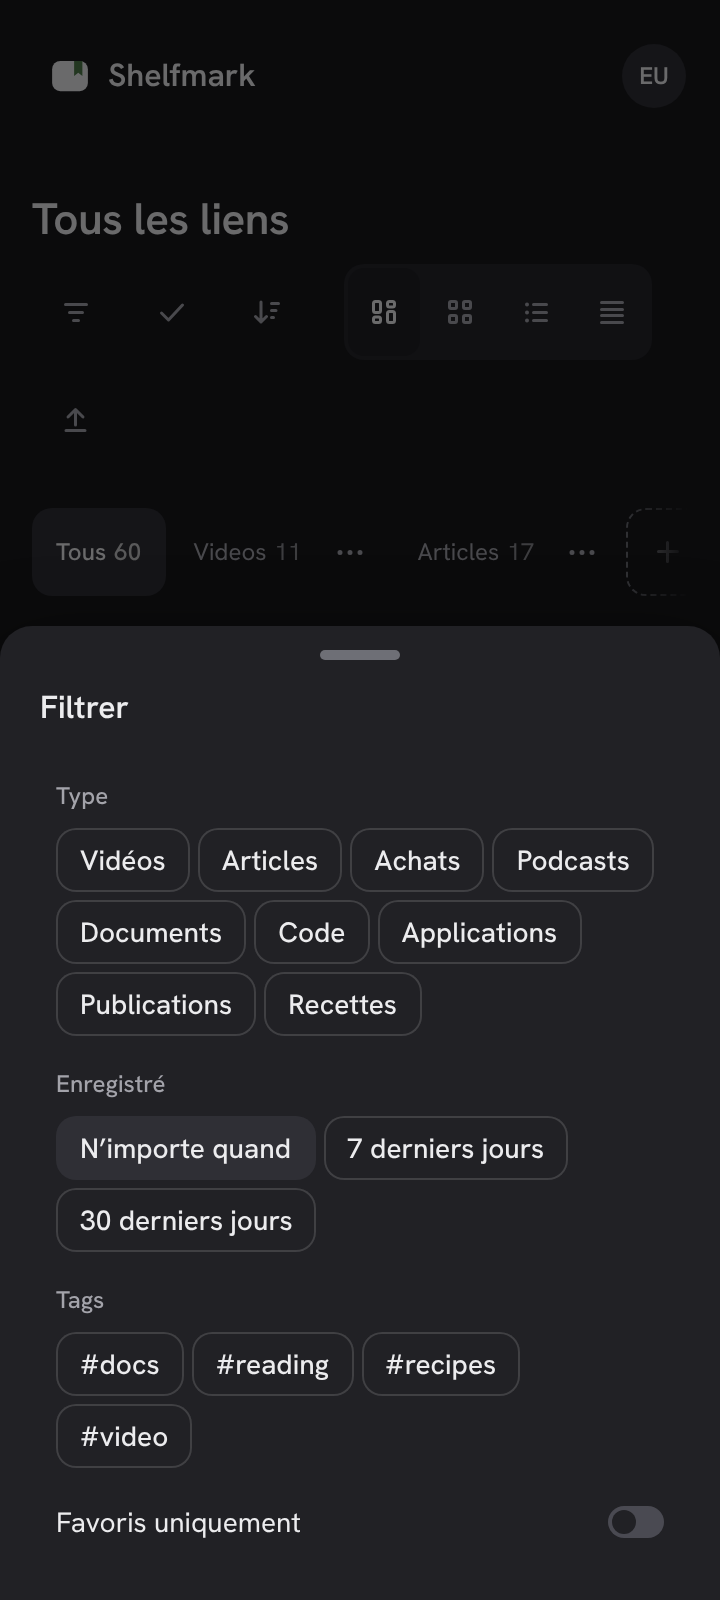 Shelfmark
EU
Tous les liens
Tous 60 Videos 11 ••• Articles 17 •••
Filtrer
Type
Vidéos Articles Achats Podcasts
Documents Code Applications
Publications Recettes
Enregistré
N’importe quand 7 derniers jours
30 derniers jours
Tags
#docs #reading #recipes
#video
Favoris uniquement